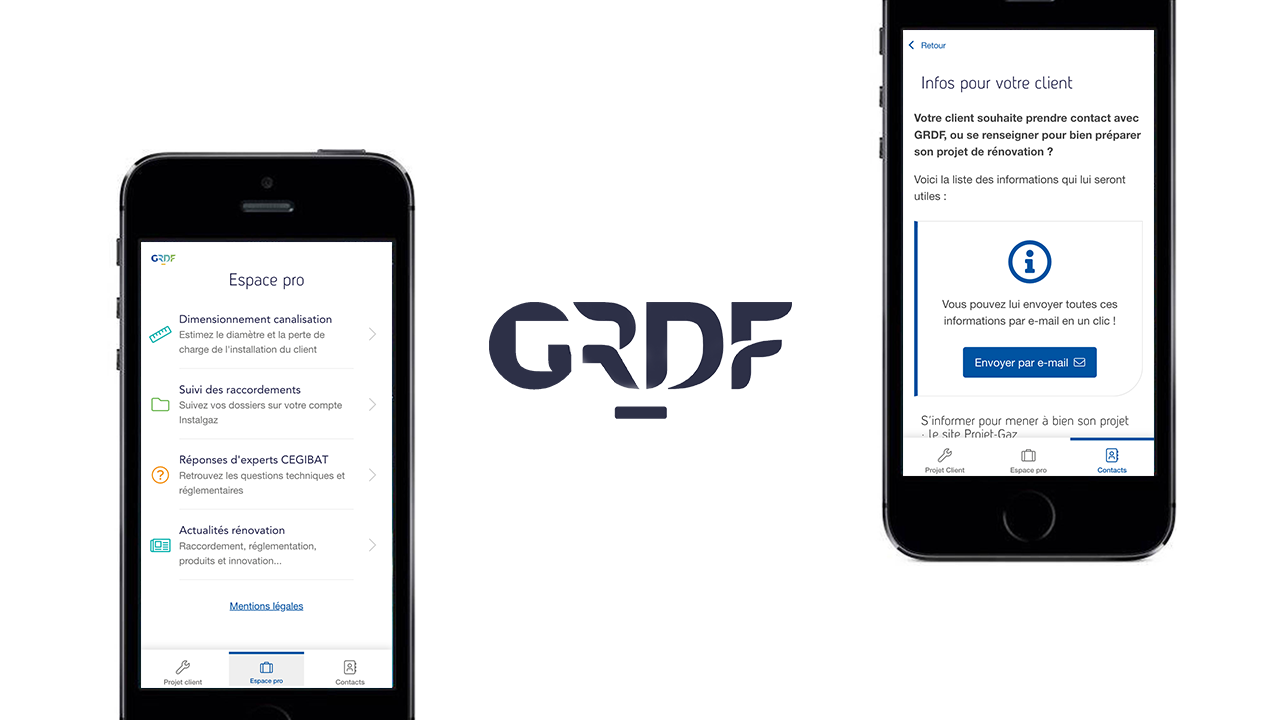 GRDF
Espace pro
Dimensionnement canalisation
Estimez le diamètre et la perte de
charge de l'installation du client
Suivi des raccordements
Suivez vos dossiers sur votre compte
Instalgaz
Réponses d'experts CEGIBAT
Retrouvez les questions techniques et
réglementaires
Actualités rénovation
Raccordement, réglementation,
produits et innovation...
Mentions légales
Projet client
Espace pro
Contacts
GRDF
Retour
Infos pour votre client
Votre client souhaite prendre contact avec
GRDF, ou se renseigner pour bien préparer
son projet de rénovation ?
Voici la liste des informations qui lui seront
utiles :
Vous pouvez lui envoyer toutes ces
informations par e-mail en un clic !
Envoyer par e-mail
S'informer pour mener à bien son projet
: le site Projet-Gaz
Projet Client
Espace pro
Contacts